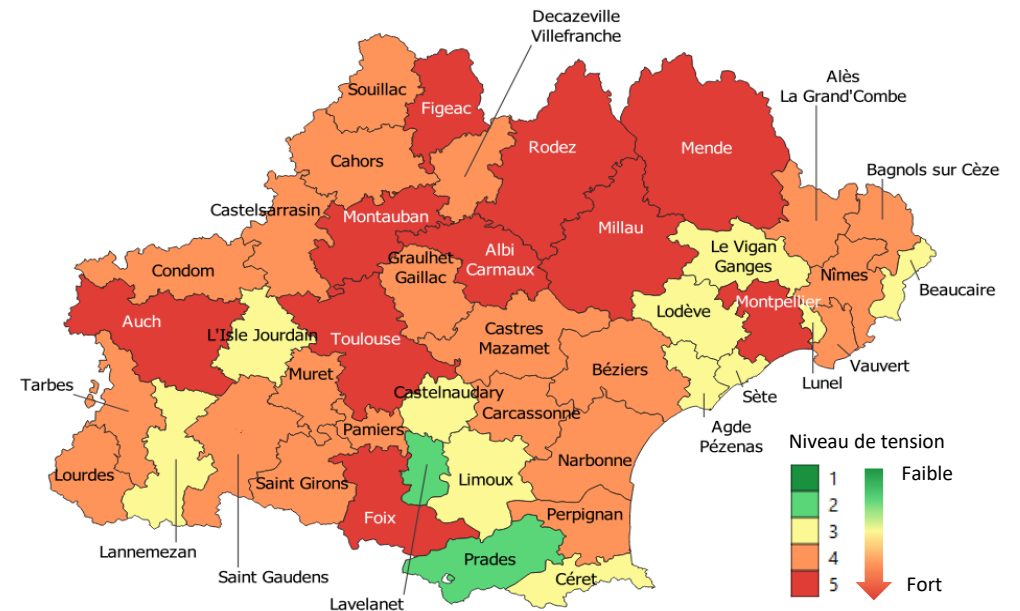 Decazeville
Villefranche
Souillac
Figeac
Alès
La Grand'Combe
Rodez
Mende
Cahors
Bagnols sur Cèze
Castelsarrasin
Montauban
Millau
Albi
Carmaux
Le Vigan
Ganges
Graulhet
Gaillac
Condom
Nîmes
Beaucaire
Montpellier
Lodève
Auch
L'Isle Jourdain
Toulouse
Castres
Mazamet
Vauvert
Muret
Béziers
Tarbes
Lunel
Castelnaudary
Sète
Carcassonne
Agde
Pézenas
Pamiers
Narbonne
Lourdes
Saint Girons
Limoux
Foix
Perpignan
Lannemezan
Prades
Saint Gaudens
Céret
Lavelanet
Niveau de tension
1
2
3
4
5
Faible
Fort